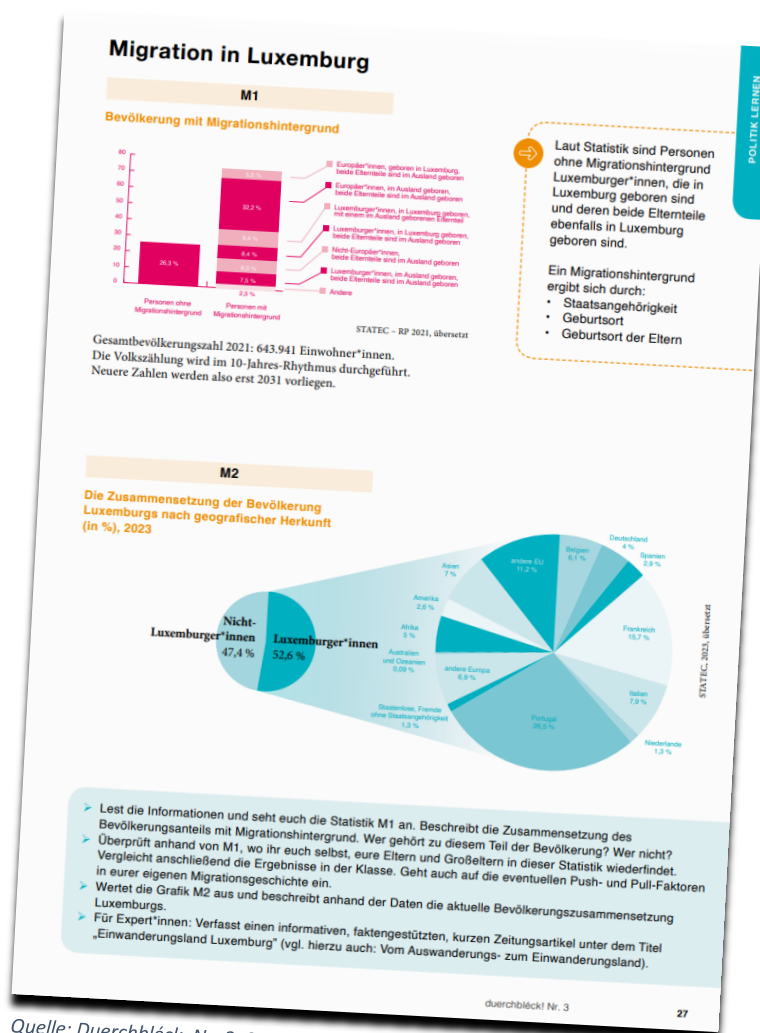 Migration in Luxemburg
M1
Bevölkerung mit Migrationshintergrund
80
70
60
50
40
30
20
10
0
26,3 %
32,2 %
8,4 %
7,5 %
2,3 %
Personen ohne
Migrationshintergrund
Personen mit
Migrationshintergrund
Europäer*innen, geboren in Luxemburg,
beide Elternteile sind im Ausland geboren
Europäer*innen, im Ausland geboren,
beide Elternteile sind im Ausland geboren
Luxemburger*innen, in Luxemburg geboren,
mit einem im Ausland geborenen Elternteil
Luxemburger*innen, in Luxemburg geboren,
beide Elternteile sind im Ausland geboren
Nicht-Europäer*innen,
beide Elternteile sind im Ausland geboren
Luxemburger*innen, im Ausland geboren,
beide Elternteile sind im Ausland geboren
Andere
STATEC – RP 2021, übersetzt
Gesamtbevölkerungszahl 2021: 643.941 Einwohner*innen.
Die Volkszählung wird im 10-Jahres-Rhythmus durchgeführt.
Neuere Zahlen werden also erst 2031 vorliegen.
Laut Statistik sind Personen
ohne Migrationshintergrund
Luxemburger*innen, die in
Luxemburg geboren sind
und deren beide Elternteile
ebenfalls in Luxemburg
geboren sind.
Ein Migrationshintergrund
ergibt sich durch:
• Staatsangehörigkeit
• Geburtsort
• Geburtsort der Eltern
POLITIK LERNEN
M2
Die Zusammensetzung der Bevölkerung
Luxemburgs nach geografischer Herkunft
(in %), 2023
Nicht-
Luxemburger*innen
47,4 %
Luxemburger*innen
52,6 %
andere EU
11,2 %
Belgien
6,1 %
Deutschland
4 %
Spanien
2,9 %
Frankreich
15,7 %
Italien
7,9 %
Niederlande
1,3 %
Portugal
Staatenlose, Fremde
ohne Staatsangehörigkeit
1,3 %
andere Europa
6,9 %
Australien
und Ozeanien
0,09 %
Afrika
5 %
Amerika
2,6 %
Asien
7 %
STATEC, 2023, übersetzt
➢ Lest die Informationen und seht euch die Statistik M1 an. Beschreibt die Zusammensetzung des
Bevölkerungsanteils mit Migrationshintergrund. Wer gehört zu diesem Teil der Bevölkerung? Wer nicht?
➢ Überprüft anhand von M1, wo ihr euch selbst, eure Eltern und Großeltern in dieser Statistik wiederfindet.
Vergleicht anschließend die Ergebnisse in der Klasse. Geht auch auf die eventuellen Push- und Pull-Faktoren
in eurer eigenen Migrationsgeschichte ein.
➢ Wertet die Grafik M2 aus und beschreibt anhand der Daten die aktuelle Bevölkerungszusammensetzung
Luxemburgs.
➢ Für Expert*innen: Verfasst einen informativen, faktengestützten, kurzen Zeitungsartikel unter dem Titel
„Einwanderungsland Luxemburg" (vgl. hierzu auch: Vom Auswanderungs- zum Einwanderungsland).
duerchbléck! Nr. 3
27
Quelle: Duerchbléck, Nr.